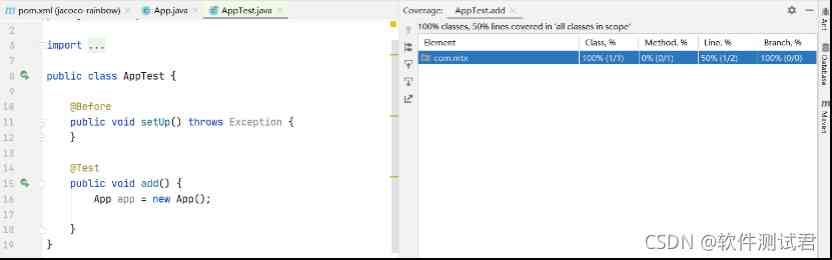 pom.xml (jacoco-rainbow)
App.java
AppTest.java
Coverage:
AppTest.add
2
3
import ...
7
8
public class AppTest {
9
10
@Before
11
public void setUp() throws Exception {
12
}
13
14
@Test
15
public void add() {
16
App app = new App();
17
18
}
19
}
100% classes, 50% lines covered in 'all classes in scope'
Element
Class, %
Method, %
Line, %
Branch, %
com.mtx
100% (1/1)
0% (0/1)
50% (1/2)
100% (0/0)
Ant
Database
Maven
CSDN @软件测试君